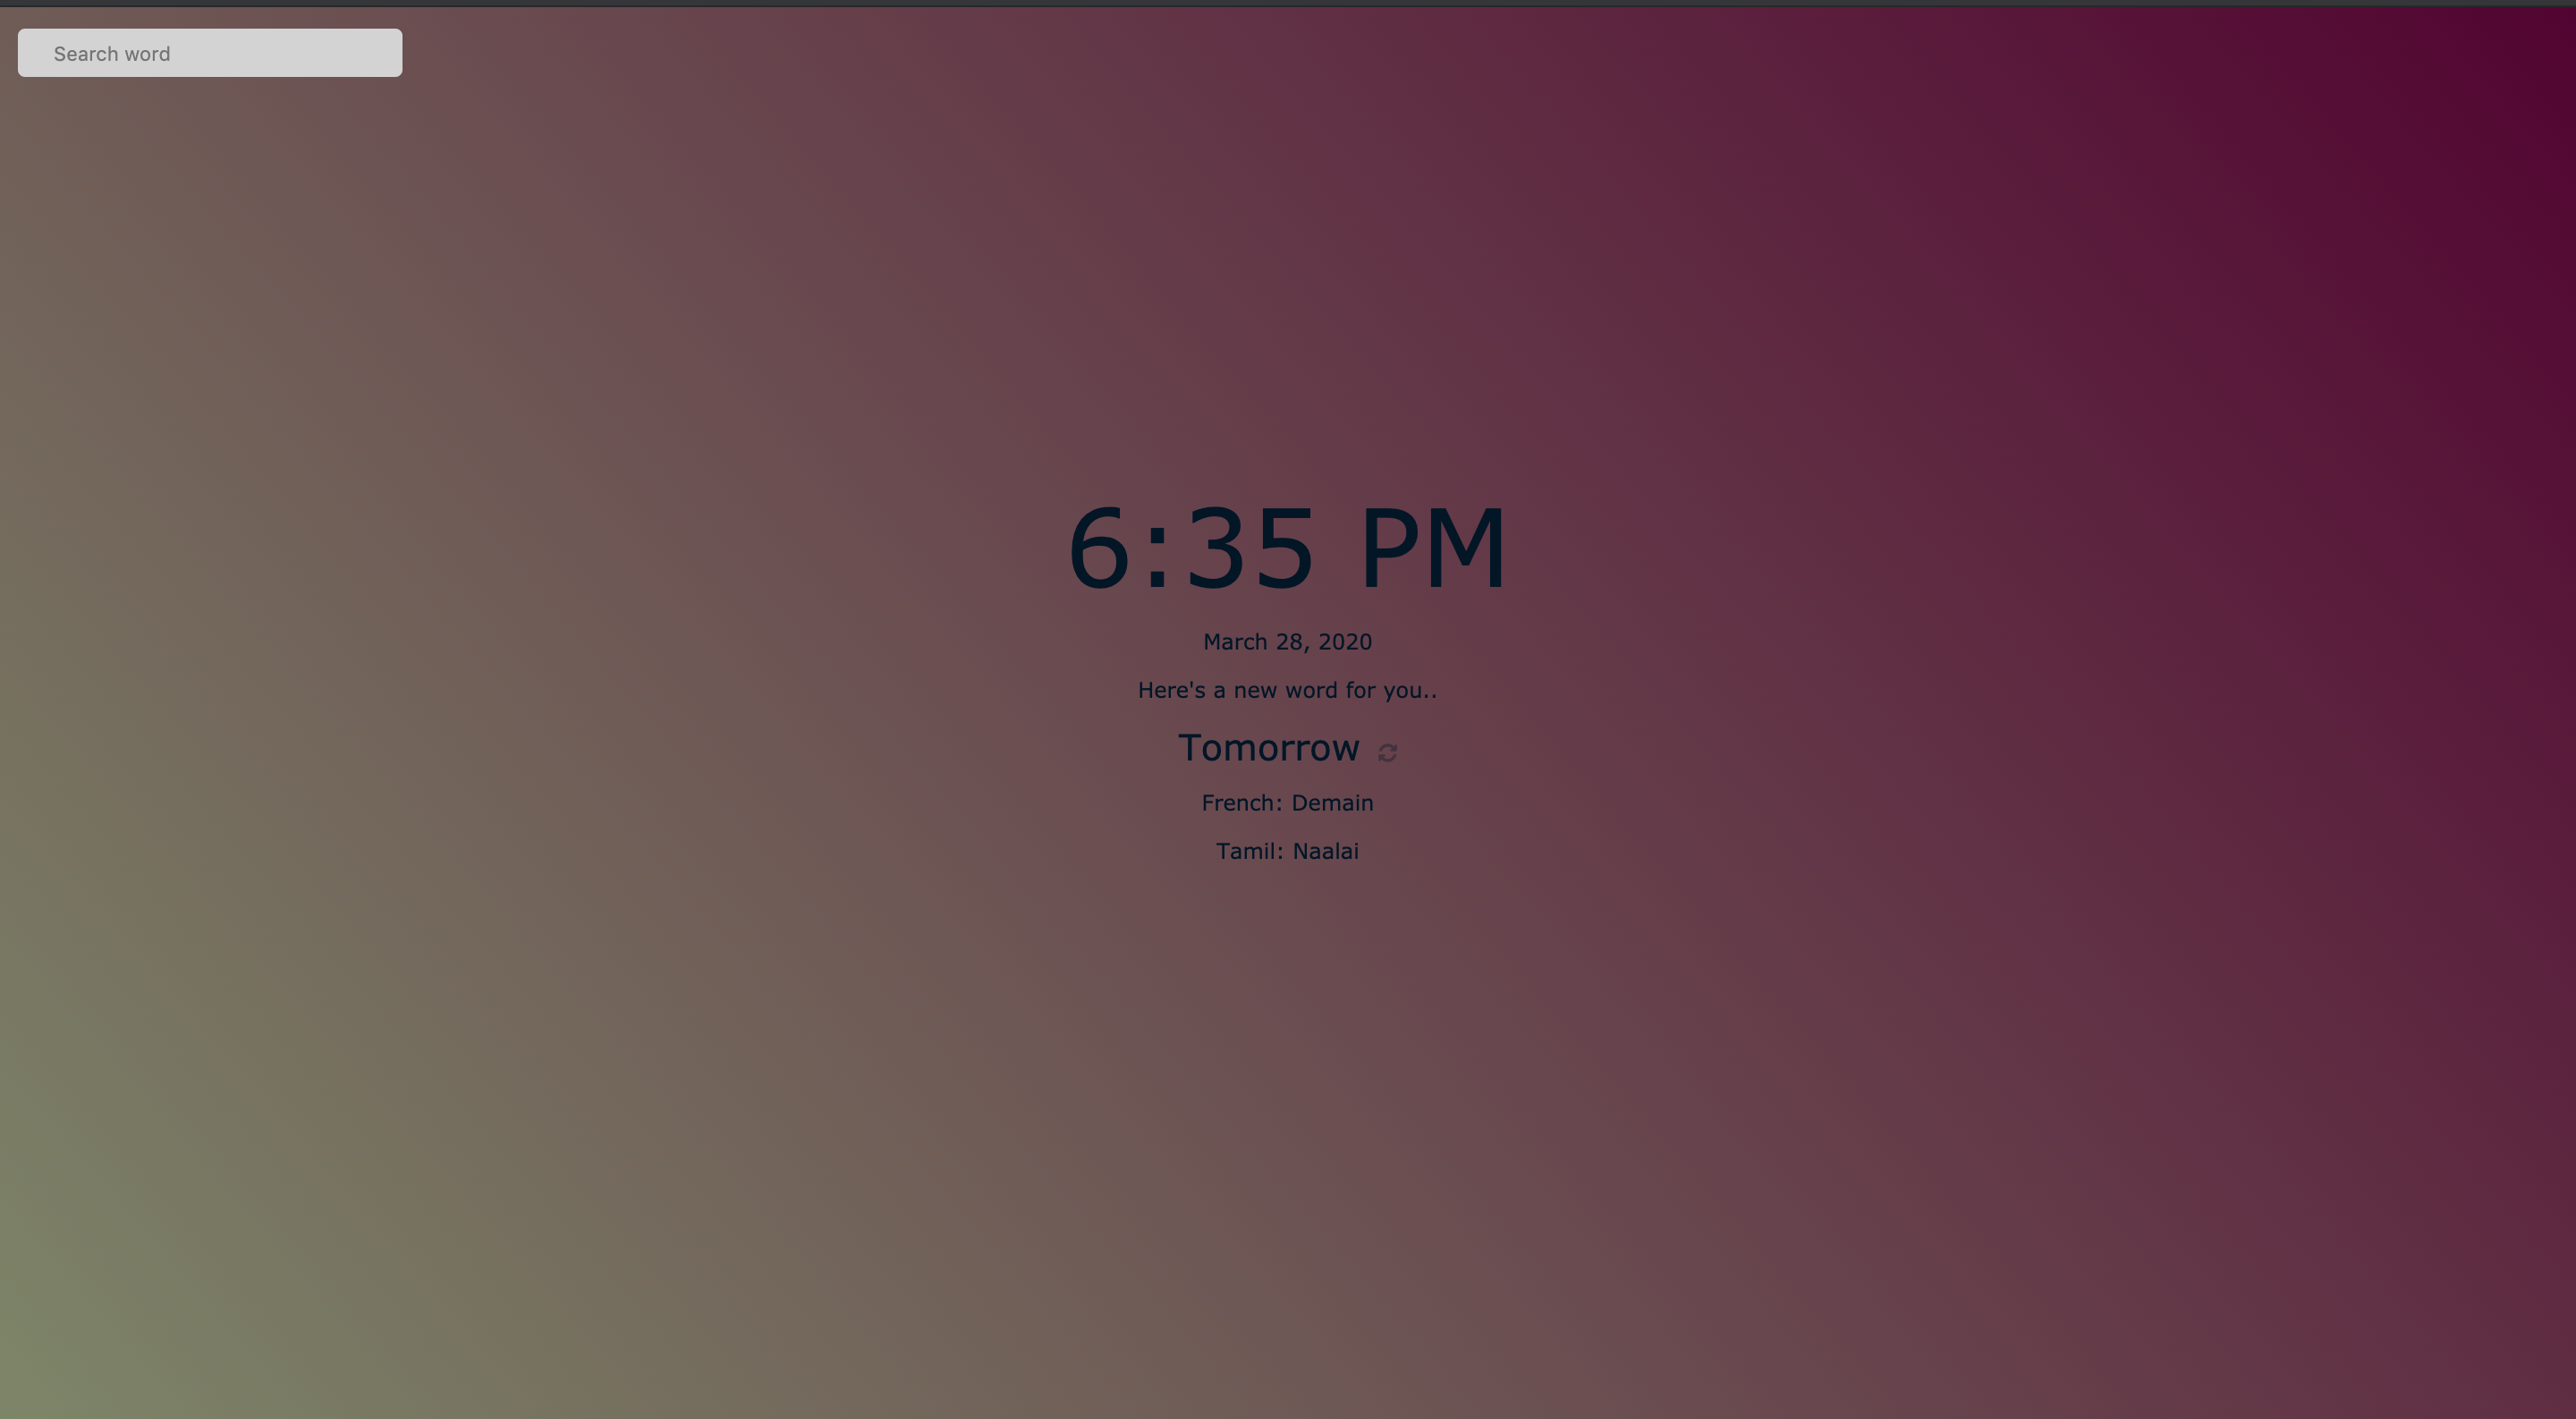 Search word
6:35 PM
March 28, 2020
Here's a new word for you..
Tomorrow
French: Demain
Tamil: Naalai